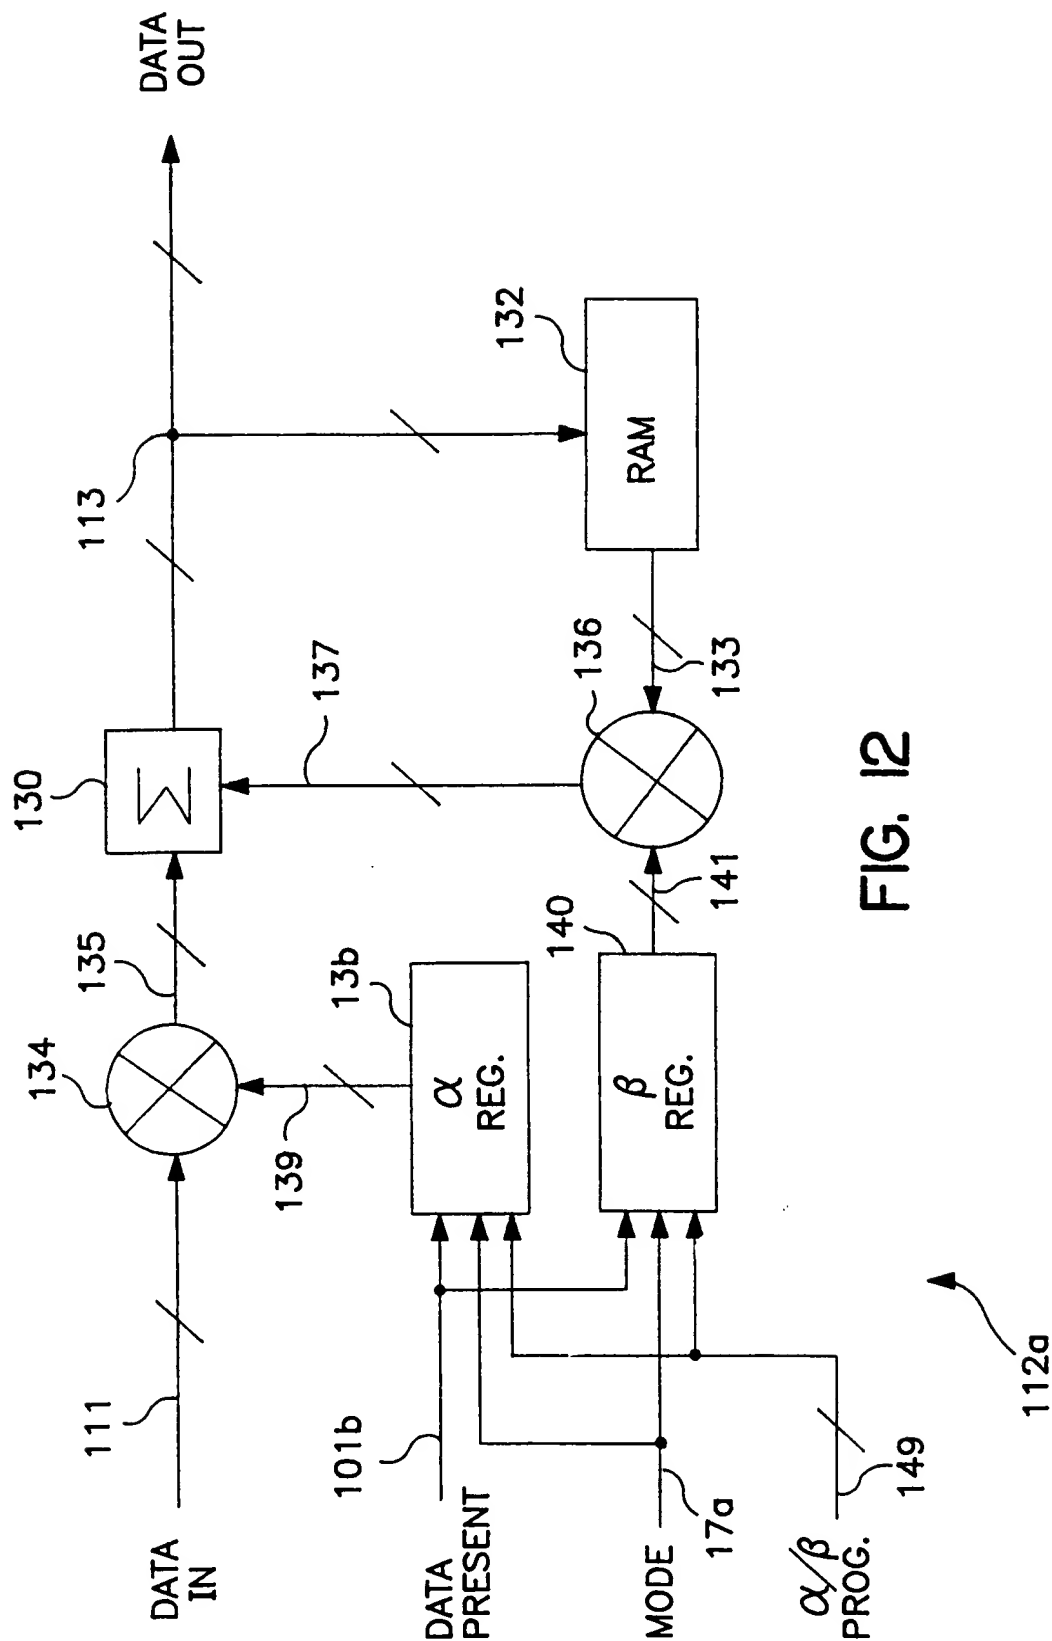 DATA
IN
111
134
135
130
Σ
113
DATA
OUT
137
139
DATA
PRESENT
101b
α
REG.
13b
132
RAM
MODE
17a
β
REG.
140
141
136
133
α/β
PROG.
149
112a
FIG. 12